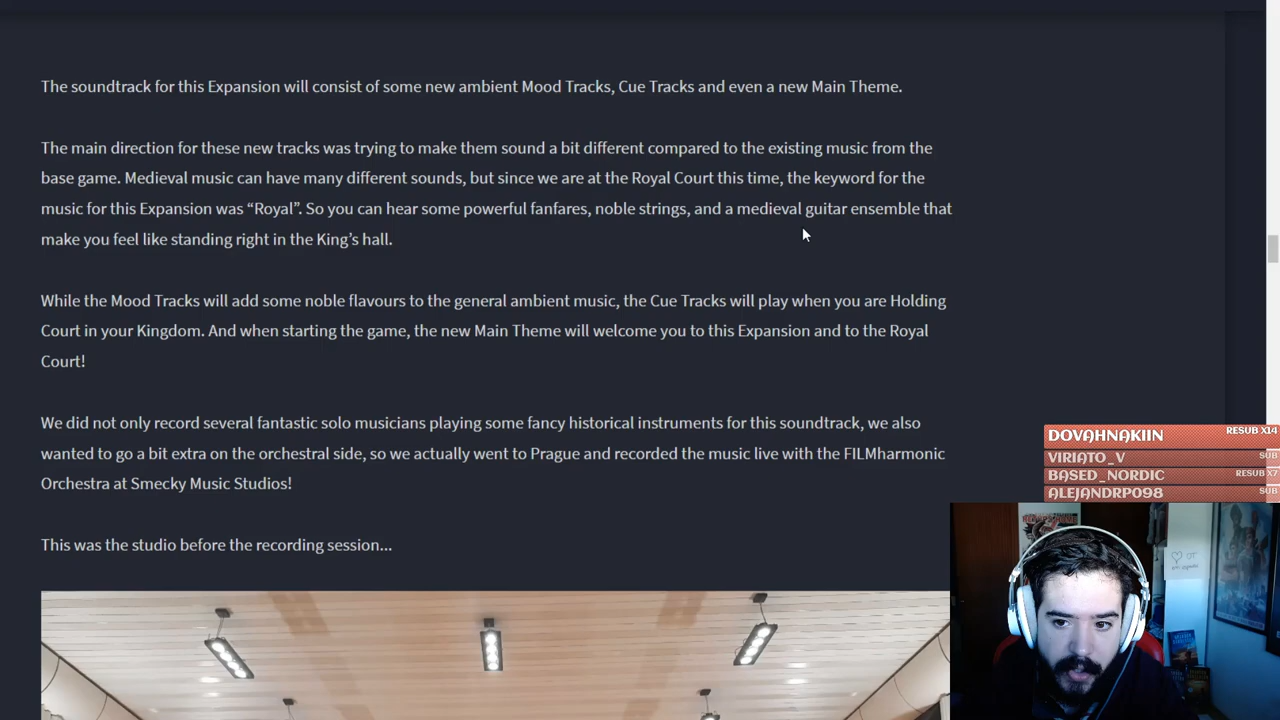 The soundtrack for this Expansion will consist of some new ambient Mood Tracks, Cue Tracks and even a new Main Theme.
The main direction for these new tracks was trying to make them sound a bit different compared to the existing music from the
base game. Medieval music can have many different sounds, but since we are at the Royal Court this time, the keyword for the
music for this Expansion was “Royal”. So you can hear some powerful fanfares, noble strings, and a medieval guitar ensemble that
make you feel like standing right in the King’s hall.
While the Mood Tracks will add some noble flavours to the general ambient music, the Cue Tracks will play when you are Holding
Court in your Kingdom. And when starting the game, the new Main Theme will welcome you to this Expansion and to the Royal
Court!
We did not only record several fantastic solo musicians playing some fancy historical instruments for this soundtrack, we also
wanted to go a bit extra on the orchestral side, so we actually went to Prague and recorded the music live with the FILMharmonic
Orchestra at Smecky Music Studios!
This was the studio before the recording session...
DOVAHNAKIIN RESUB X14
VIRIATO_V SUB
BASED_NORDIC RESUB X7
ALEJANDRP098 SUB